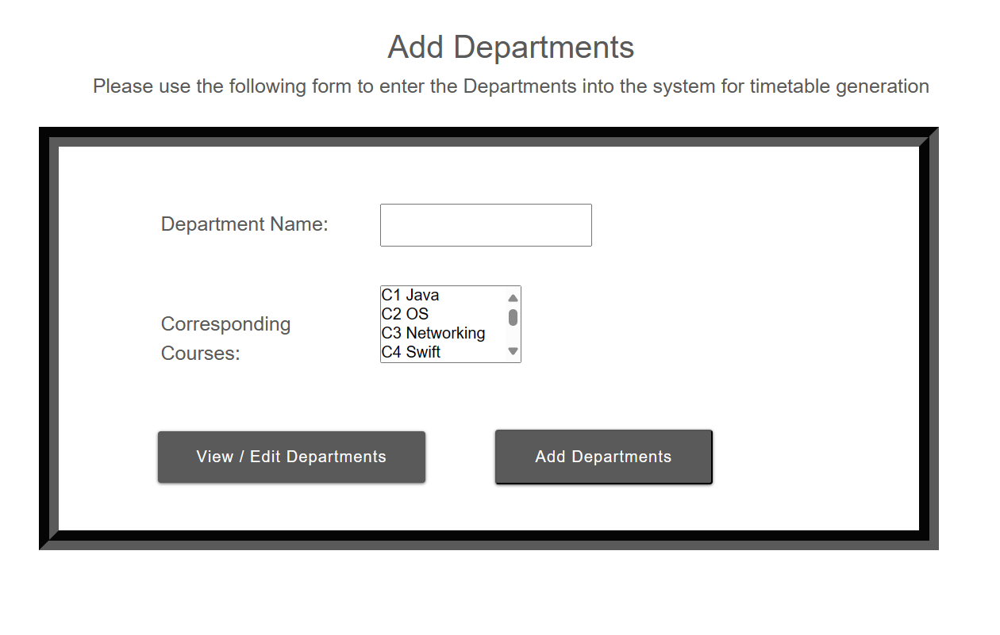 Add Departments
Please use the following form to enter the Departments into the system for timetable generation
Department Name:
C1 Java
C2 OS
C3 Networking
C4 Swift
Corresponding
Courses:
View / Edit Departments
Add Departments